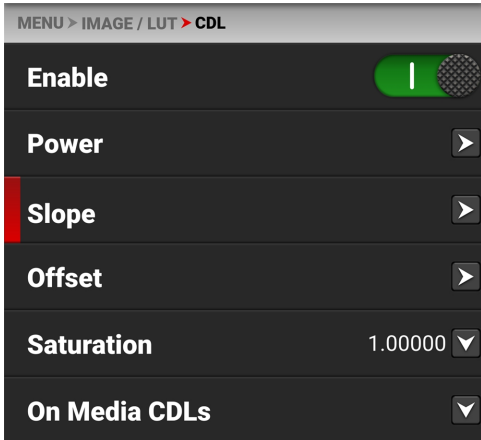 MENU > IMAGE / LUT > CDL
Enable
Power
Slope
Offset
Saturation 1.00000
On Media CDLs